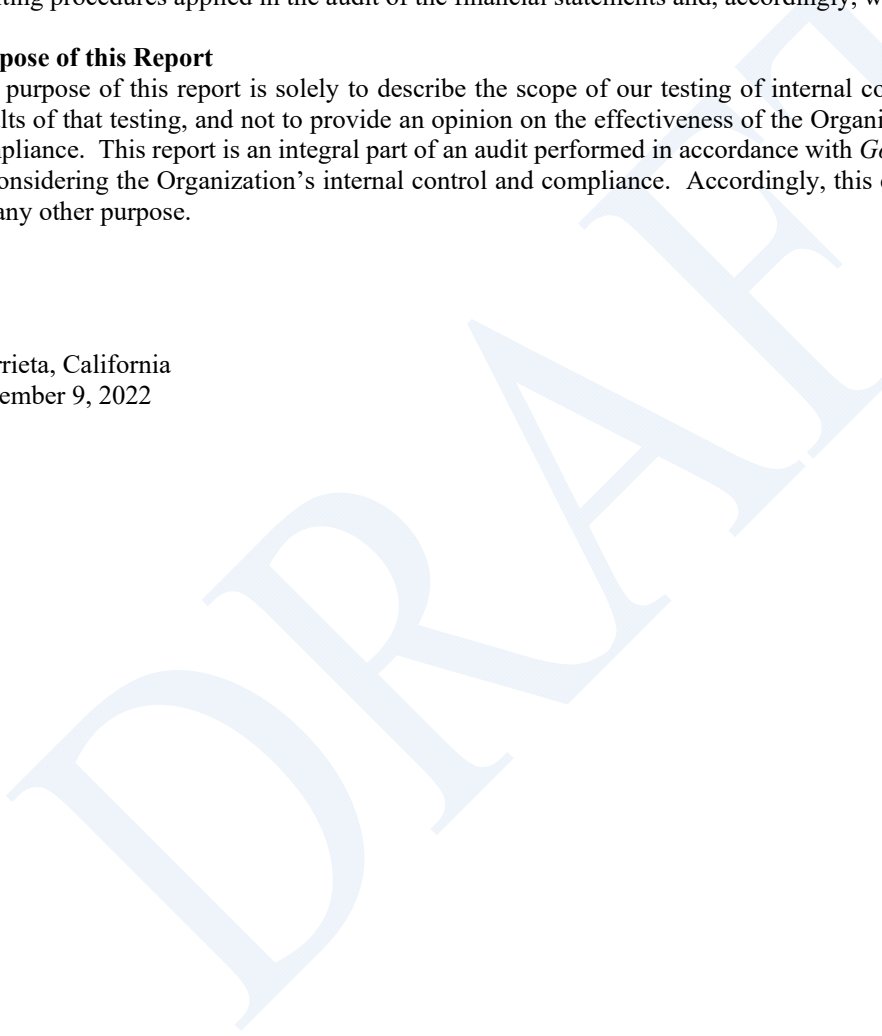 ting procedures applied in the audit of the financial statements and, accordingly, w
pose of this Report
purpose of this report is solely to describe the scope of our testing of internal co
lts of that testing, and not to provide an opinion on the effectiveness of the Organi
pliance. This report is an integral part of an audit performed in accordance with Go
onsidering the Organization's internal control and compliance. Accordingly, this
any other purpose.
rrieta, California
ember 9, 2022
DRAFT